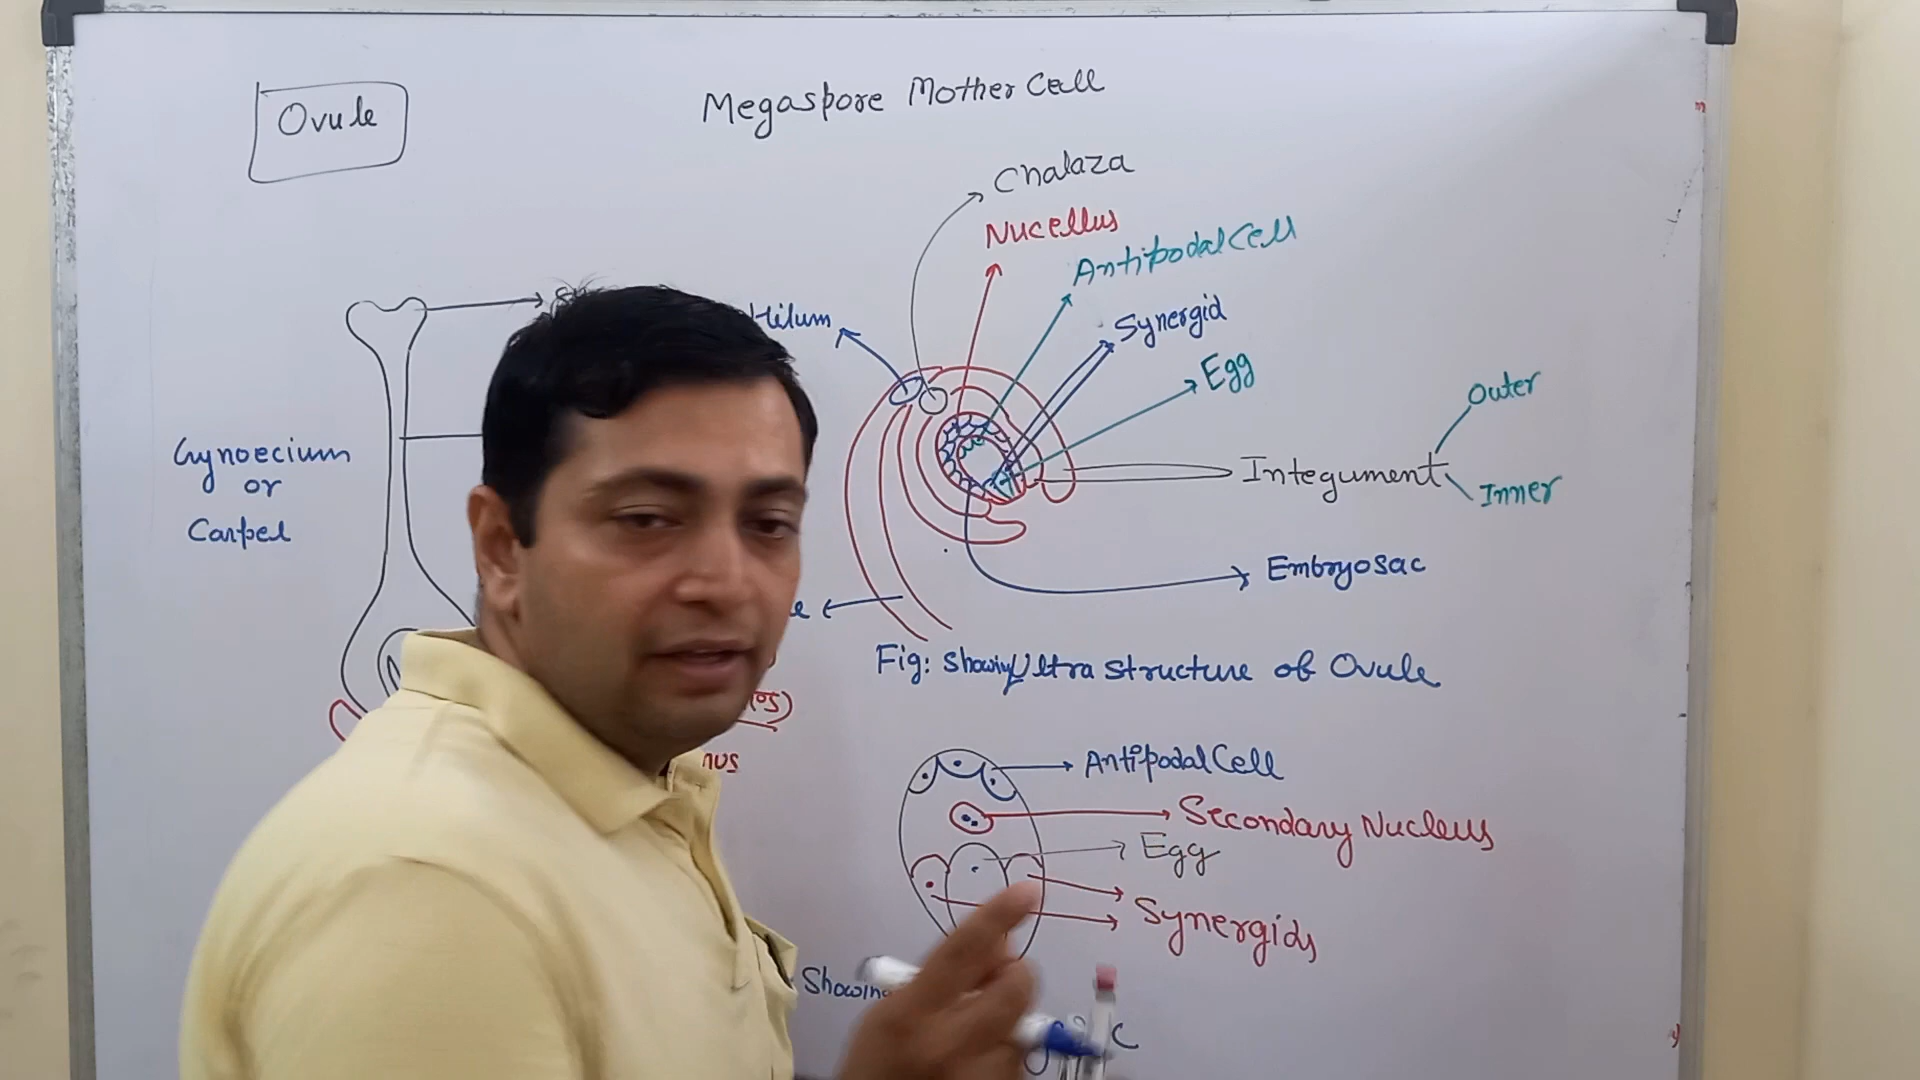 Ovule
Megaspore Mother Cell
Chalaza
Nucellus
Antipodal Cell
Hilum
Synergid
Egg
Outer
Integument
Inner
Gynoecium
or
Carpel
Embryosac
Fig: Showing Ultra Structure of Ovule
Antipodal Cell
Secondary Nucleus
Egg
Synergids
Showing